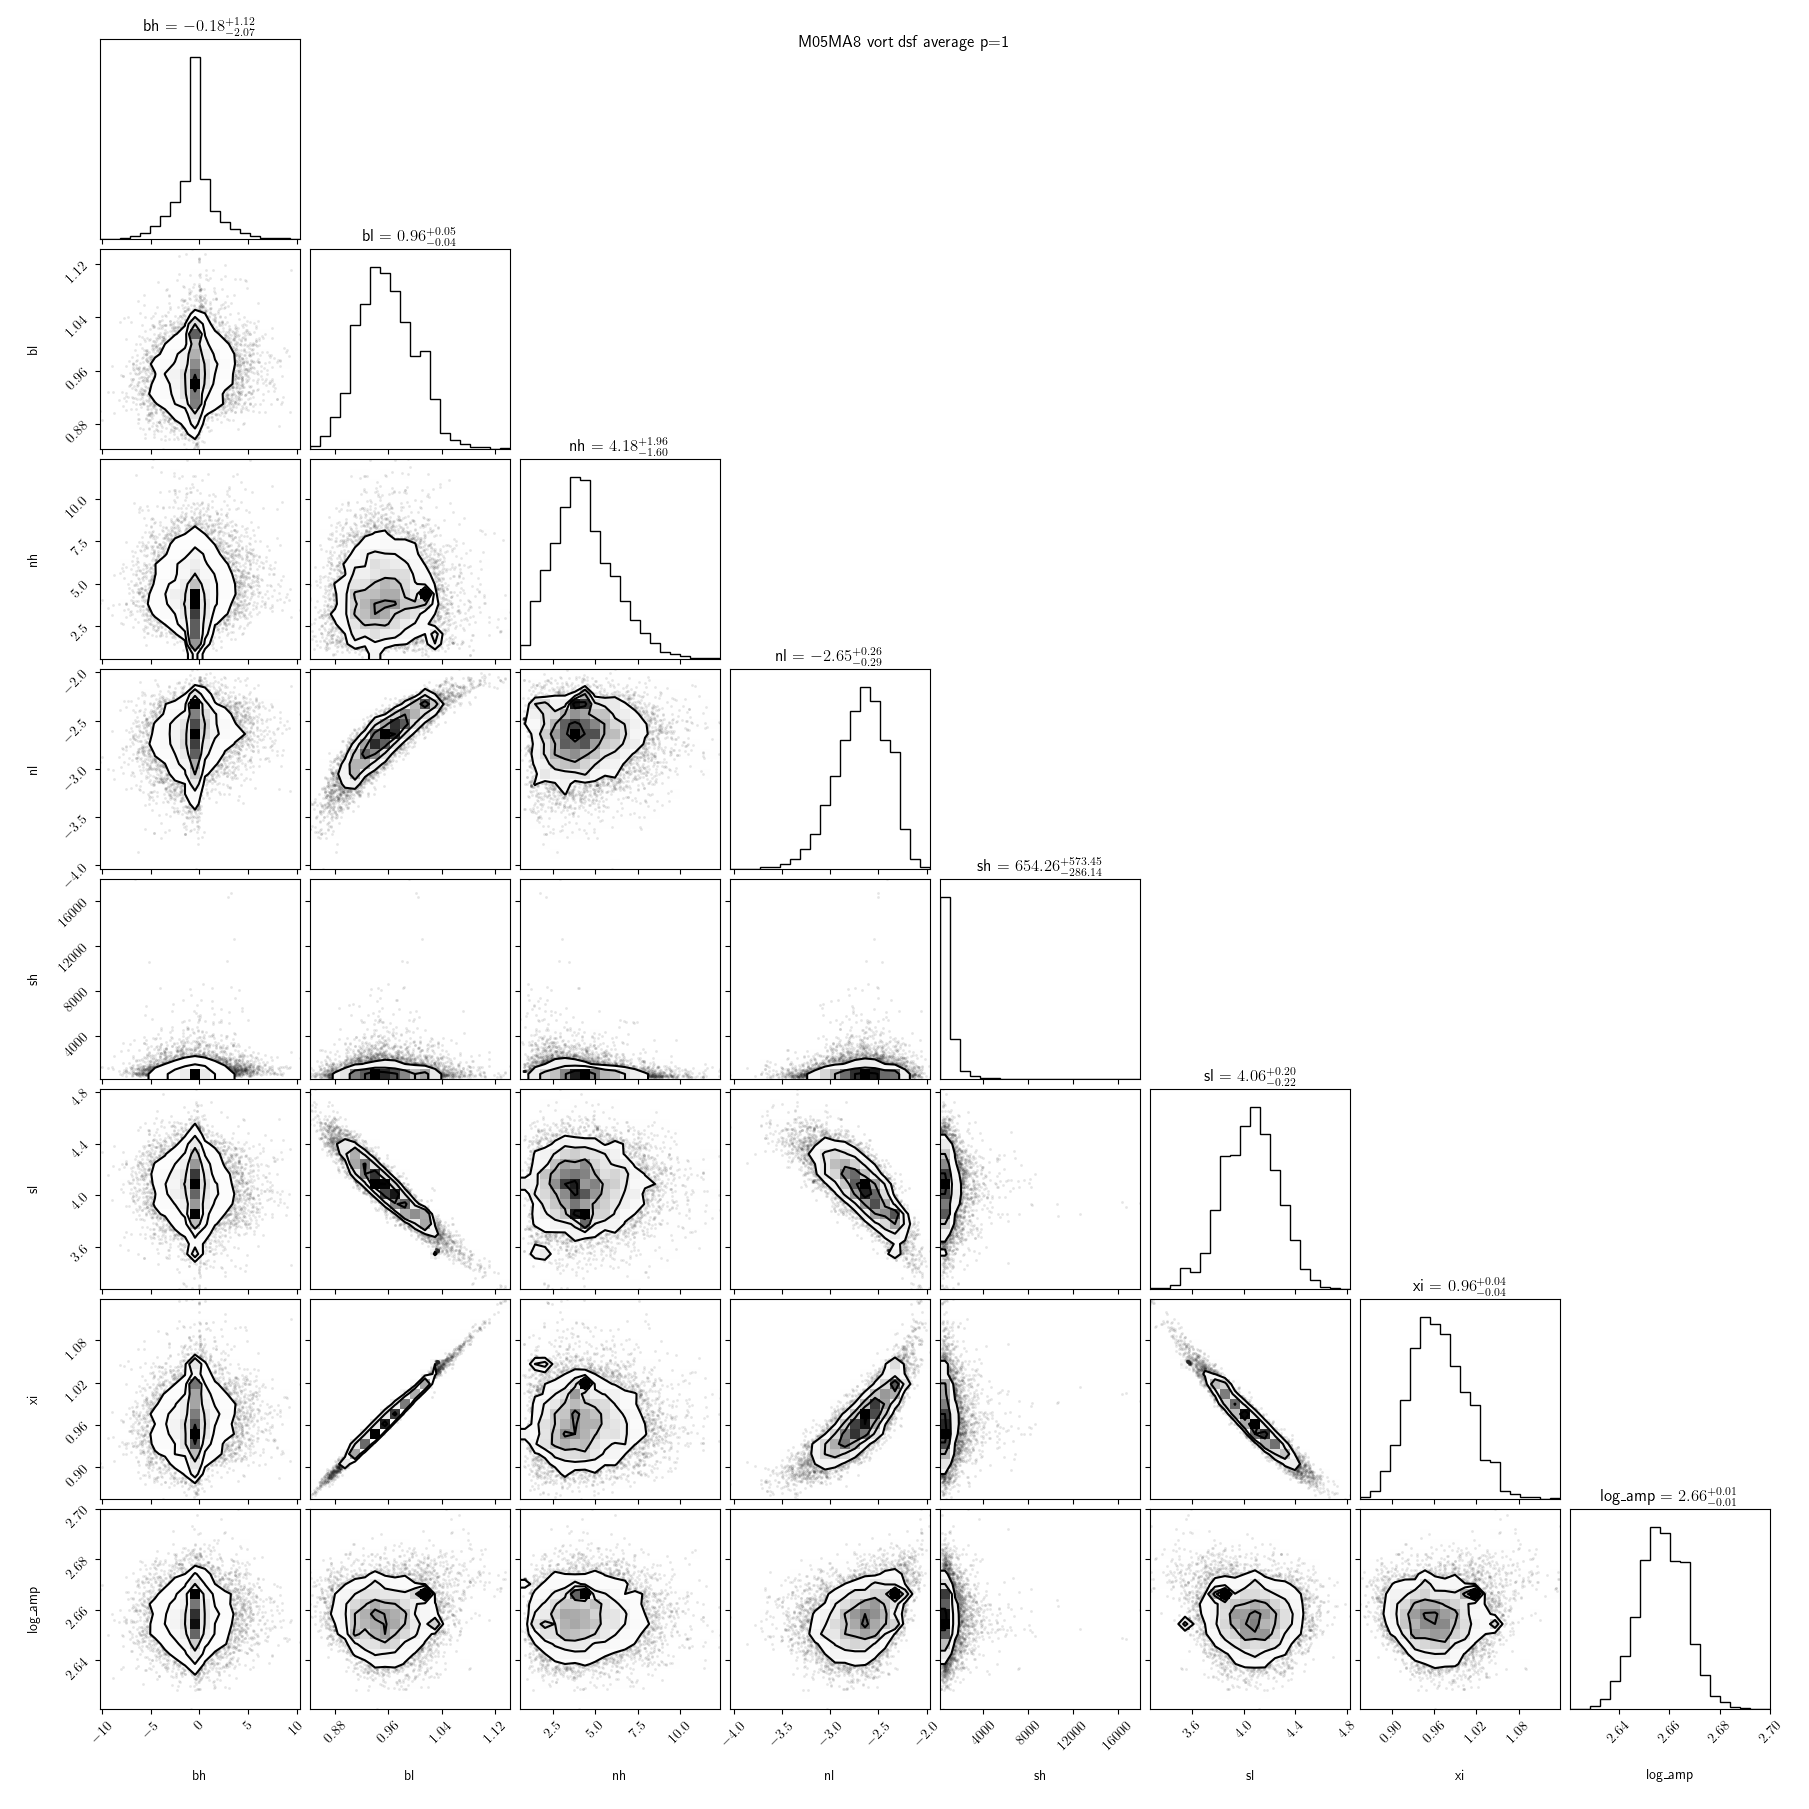 bh = −0.18+1.12−2.07
M05MA8 vort dsf average p=1
bl = 0.96+0.05−0.04
1.12
1.04
0.96
0.88
bl
nh = 4.18+1.96−1.60
10.0
7.5
5.0
2.5
nh
nl = −2.65+0.26−0.29
−2.0
−2.5
−3.0
−3.5
−4.0
nl
sh = 654.26+573.45−286.14
16000
12000
8000
4000
sh
sl = 4.06+0.20−0.22
4.8
4.4
4.0
3.6
sl
xi = 0.96+0.04−0.04
1.08
1.02
0.96
0.90
xi
log_amp = 2.66+0.01−0.01
2.70
2.68
2.66
2.64
log_amp
−10 −5 0 5 10 0.88 0.96 1.04 1.12 2.5 5.0 7.5 10.0 −4.0 −3.5 −3.0 −2.5 −2.0 4000 8000 12000 16000 3.6 4.0 4.4 4.8 0.90 0.96 1.02 1.08 2.64 2.66 2.68 2.70
bh bl nh nl sh sl xi log_amp